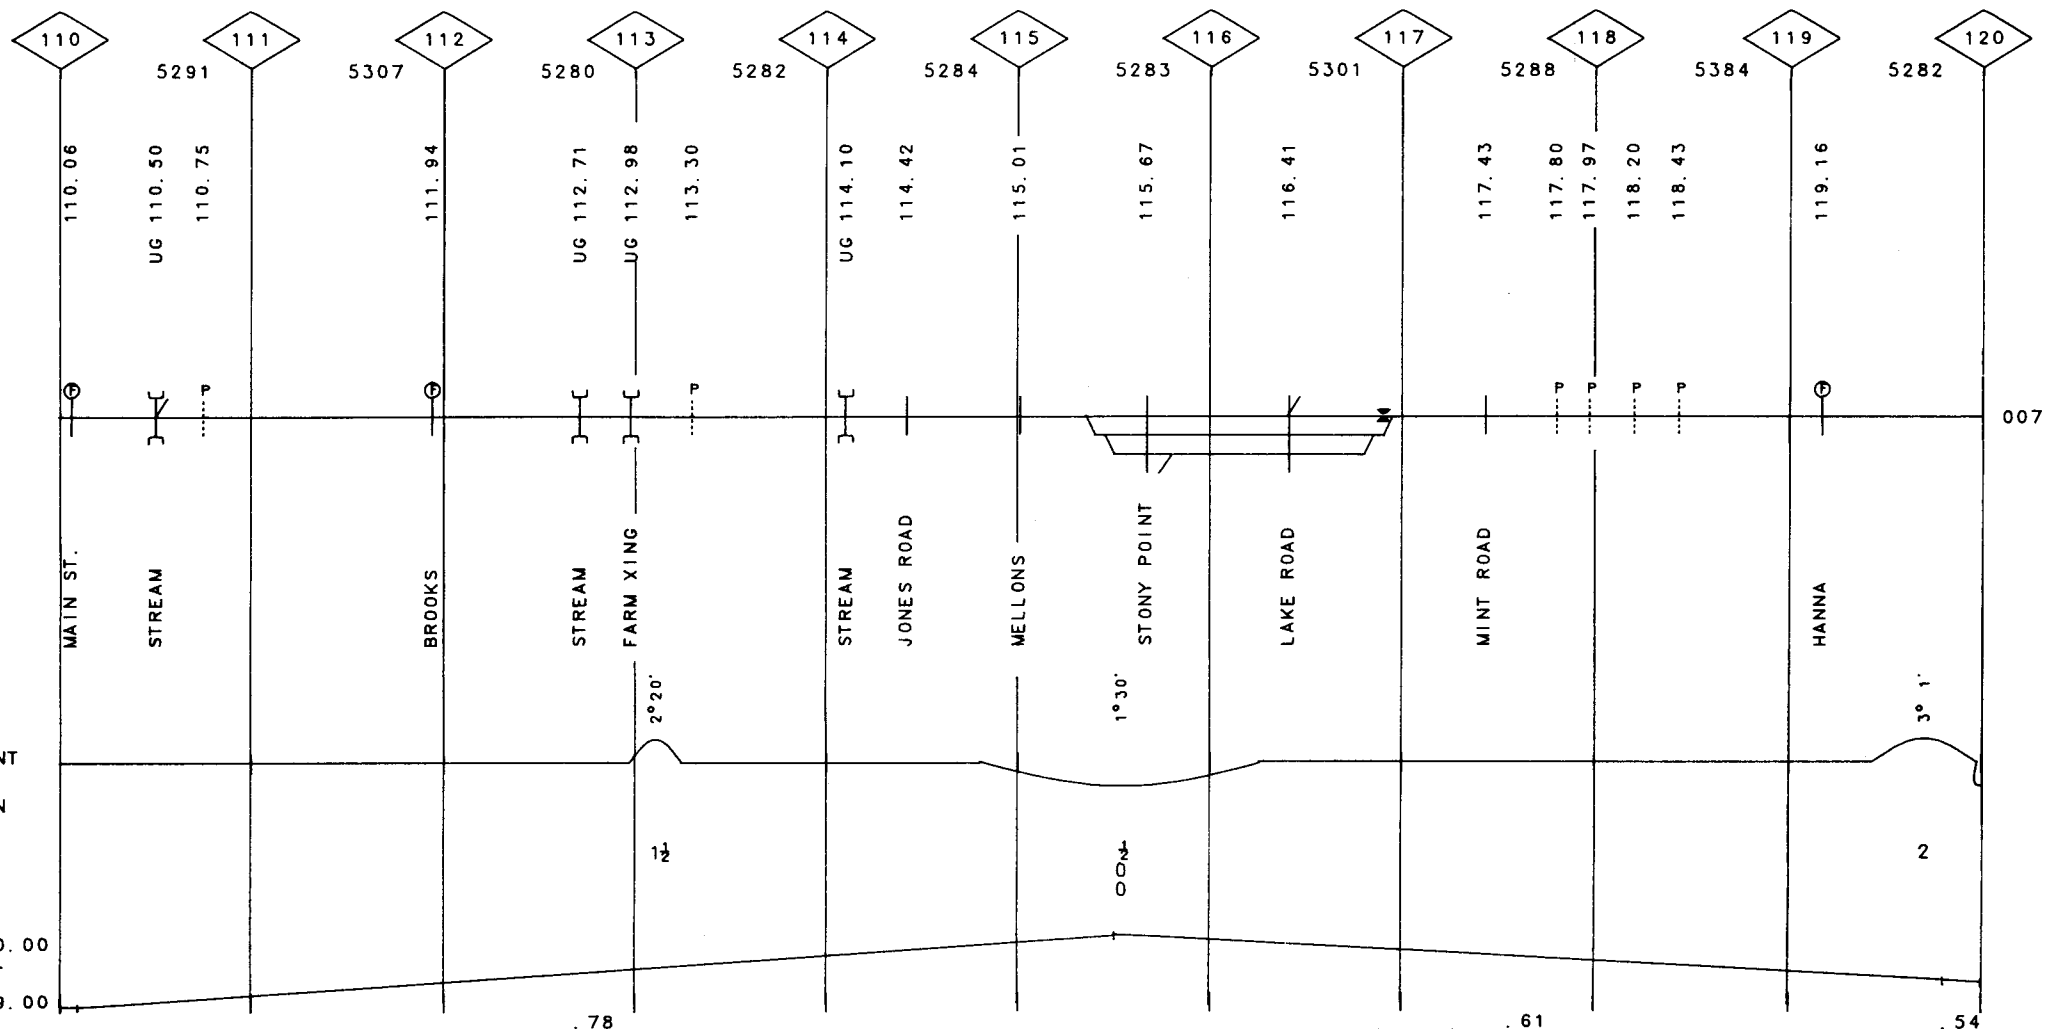 110 111 112 113 114 115 116 117 118 119 120
5291 5307 5280 5282 5284 5283 5301 5288 5384 5282
110.06
UG 110.50
110.75
111.94
UG 112.71
UG 112.98
113.30
UG 114.10
114.42
115.01
115.67
116.41
117.43
117.80
117.97
118.20
118.43
119.16
F P F P P P P P F
007
MAIN ST.
STREAM
BROOKS
STREAM
FARM XING
STREAM
JONES ROAD
MELLONS
STONY POINT
LAKE ROAD
MINT ROAD
HANNA
2°20'
1°30'
3° 1'
NT
N
1½
½
0
0
2
0.00
9.00
.78 .61 .54